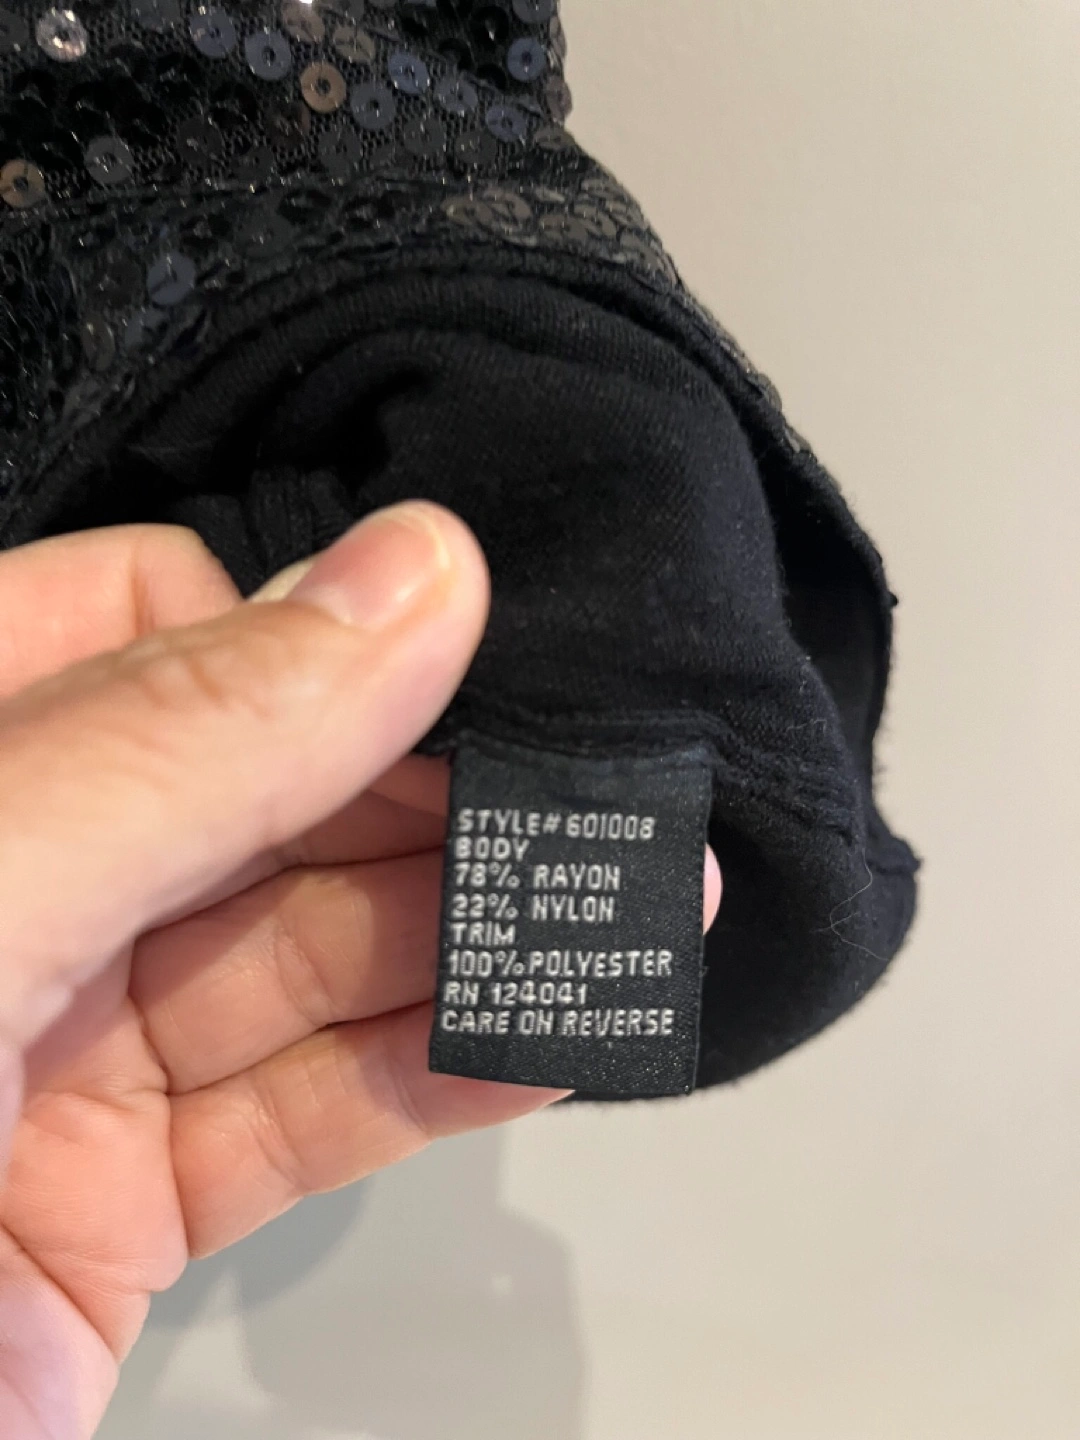 STYLE# 601008
BODY
78% RAYON
22% NYLON
TRIM
100% POLYESTER
RN 124041
CARE ON REVERSE